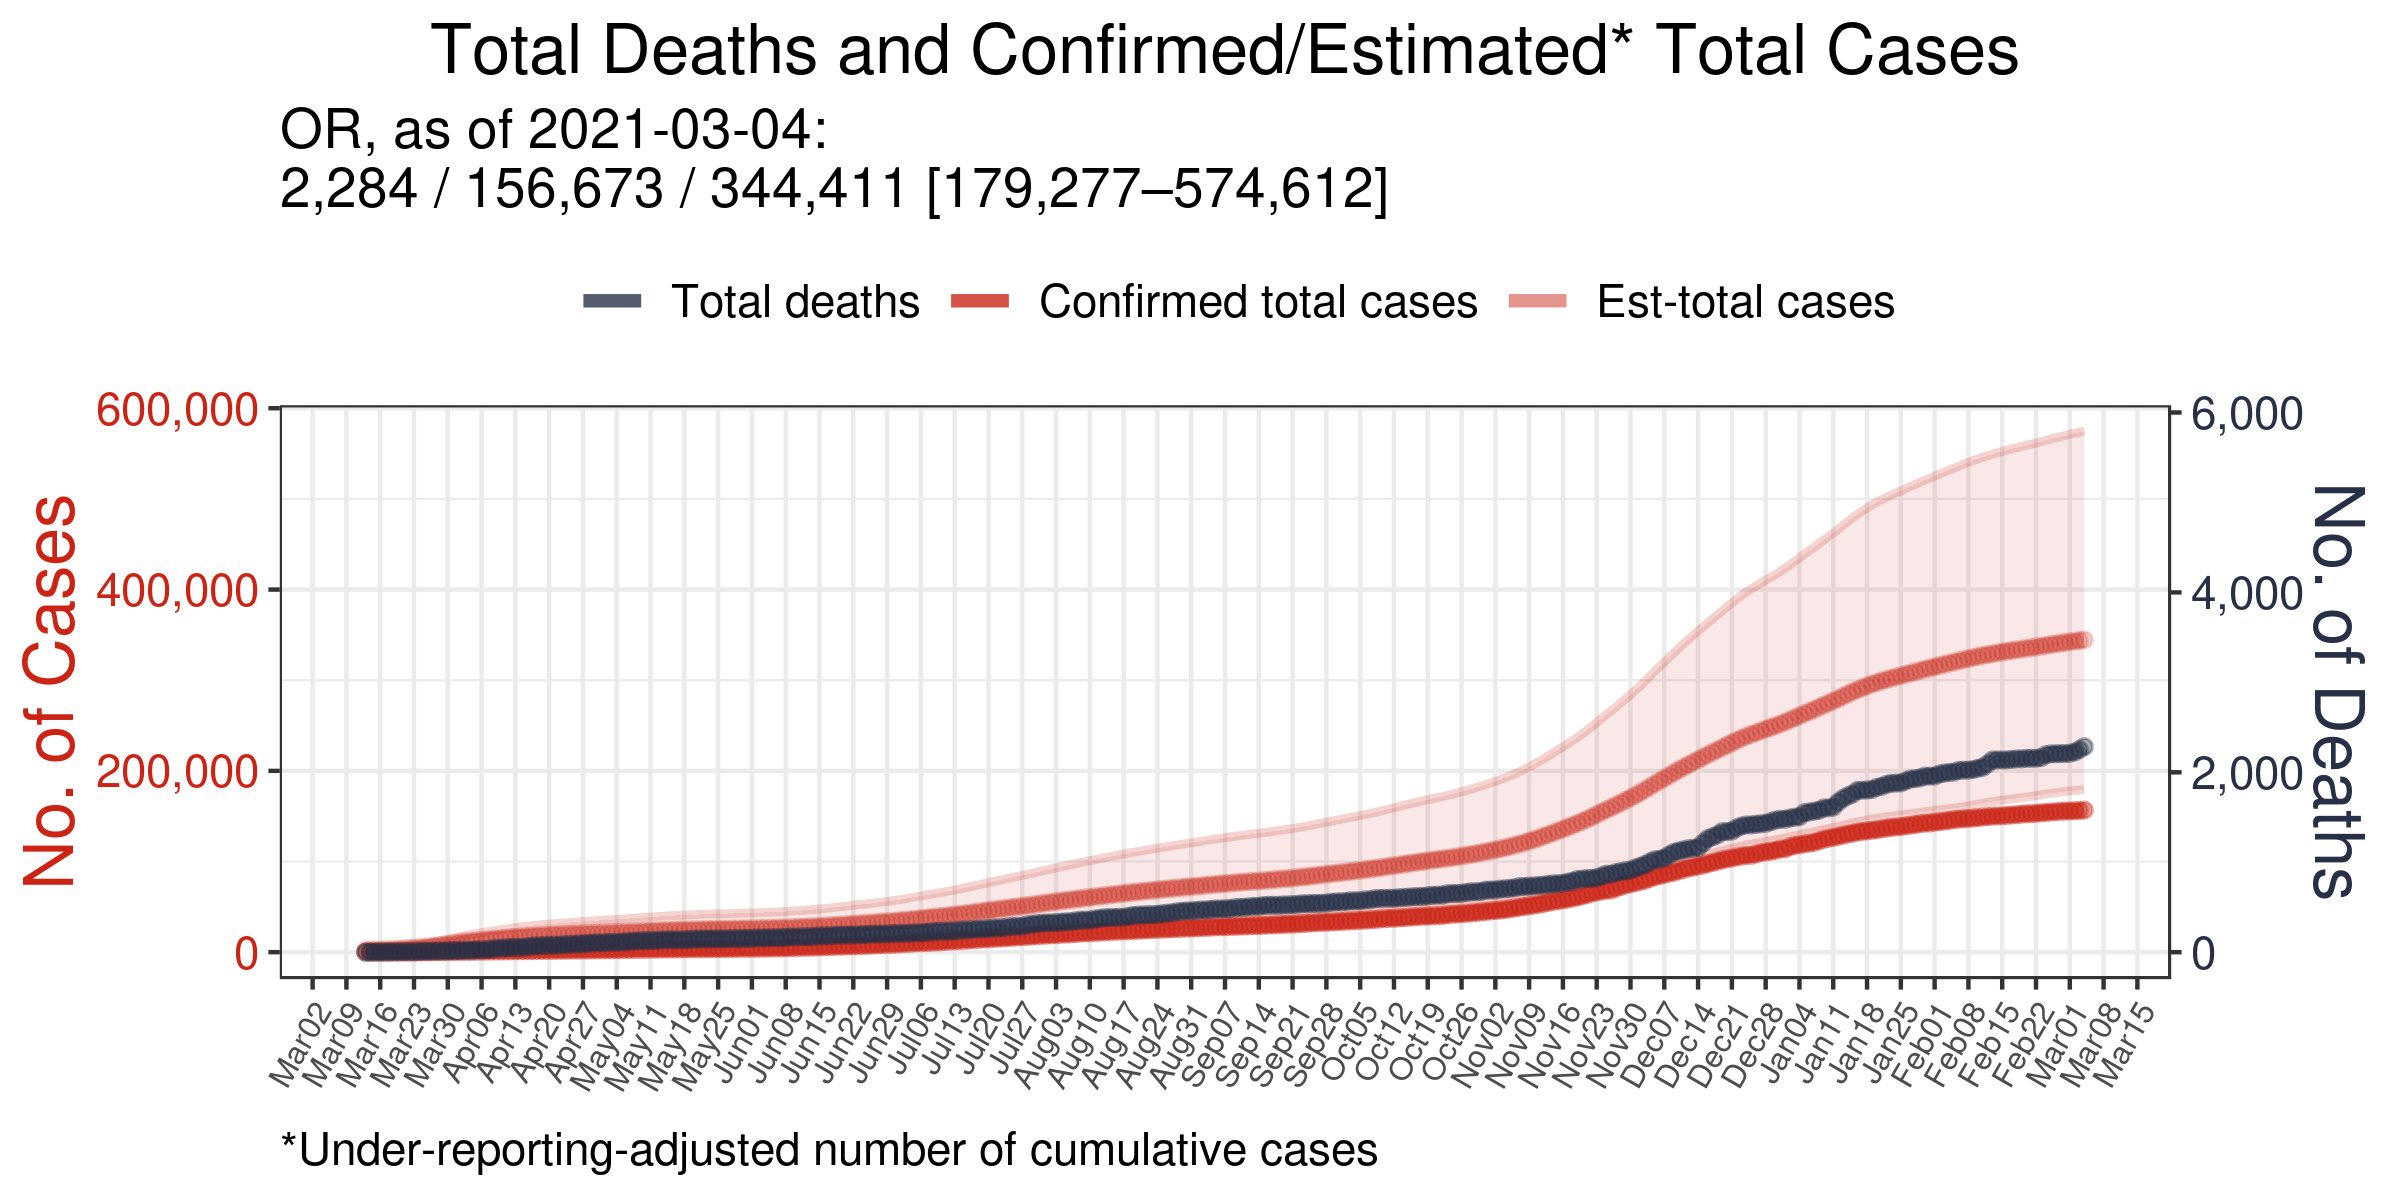 Total Deaths and Confirmed/Estimated* Total Cases
OR, as of 2021-03-04:
2,284 / 156,673 / 344,411 [179,277–574,612]
Total deaths
Confirmed total cases
Est-total cases
No. of Cases
600,000
400,000
200,000
0
6,000
4,000
2,000
0
No. of Deaths
Mar02
Mar09
Mar16
Mar23
Mar30
Apr06
Apr13
Apr20
Apr27
May04
May11
May18
May25
Jun01
Jun08
Jun15
Jun22
Jun29
Jul06
Jul13
Jul20
Jul27
Aug03
Aug10
Aug17
Aug24
Aug31
Sep07
Sep14
Sep21
Sep28
Oct05
Oct12
Oct19
Oct26
Nov02
Nov09
Nov16
Nov23
Nov30
Dec07
Dec14
Dec21
Dec28
Jan04
Jan11
Jan18
Jan25
Feb01
Feb08
Feb15
Feb22
Mar01
Mar08
Mar15
*Under-reporting-adjusted number of cumulative cases